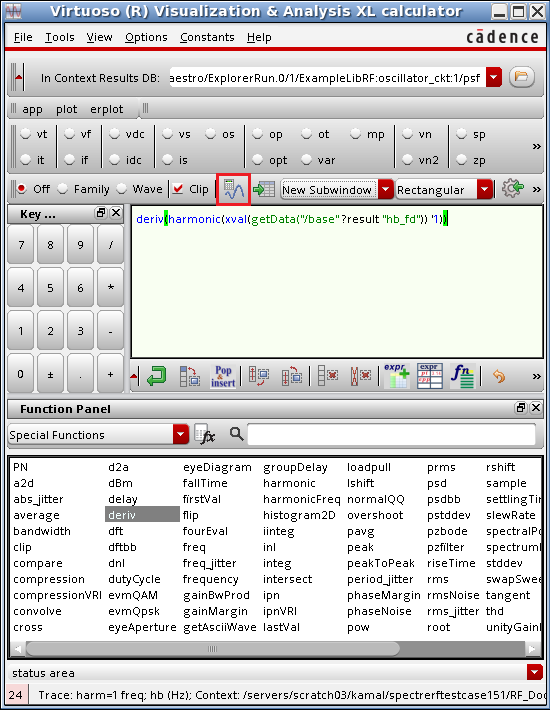 Virtuoso (R) Visualization & Analysis XL calculator
File Tools View Options Constants Help cādence
In Context Results DB: aestro/ExplorerRun.0/1/ExampleLibRF:oscillator_ckt:1/psf
app plot erplot
vt vf vdc vs os op ot mp vn sp »
it if idc is opt var vn2 zp
Off Family Wave Clip New Subwindow Rectangular »
Key ...
7 8 9 /
4 5 6 *
1 2 3 -
0 ± . +
deriv(harmonic(xval(getData("/base" ?result "hb_fd")) '1))
Pop & insert expr expr fn »
Function Panel
Special Functions fx
PN d2a eyeDiagram groupDelay loadpull prms rshift
a2d dBm fallTime harmonic lshift psd sample
abs_jitter delay firstVal harmonicFreq normalQQ psdbb settlingTim
average deriv flip histogram2D overshoot pstddev slewRate
bandwidth dft fourEval iinteg pavg pzbode spectralPo
clip dftbb freq inl peak pzfilter spectrum
compare dnl freq_jitter integ peakToPeak riseTime stddev
compression dutyCycle frequency intersect period_jitter rms swapSwee
compressionVRI evmQAM gainBwProd ipn phaseMargin rmsNoise tangent
convolve evmQpsk gainMargin ipnVRI phaseNoise rms_jitter thd
cross eyeAperture getAsciiWave lastVal pow root unityGain
status area
24 Trace: harm=1 freq; hb (Hz); Context: /servers/scratch03/kamal/spectrerftestcase151/RF_Doc